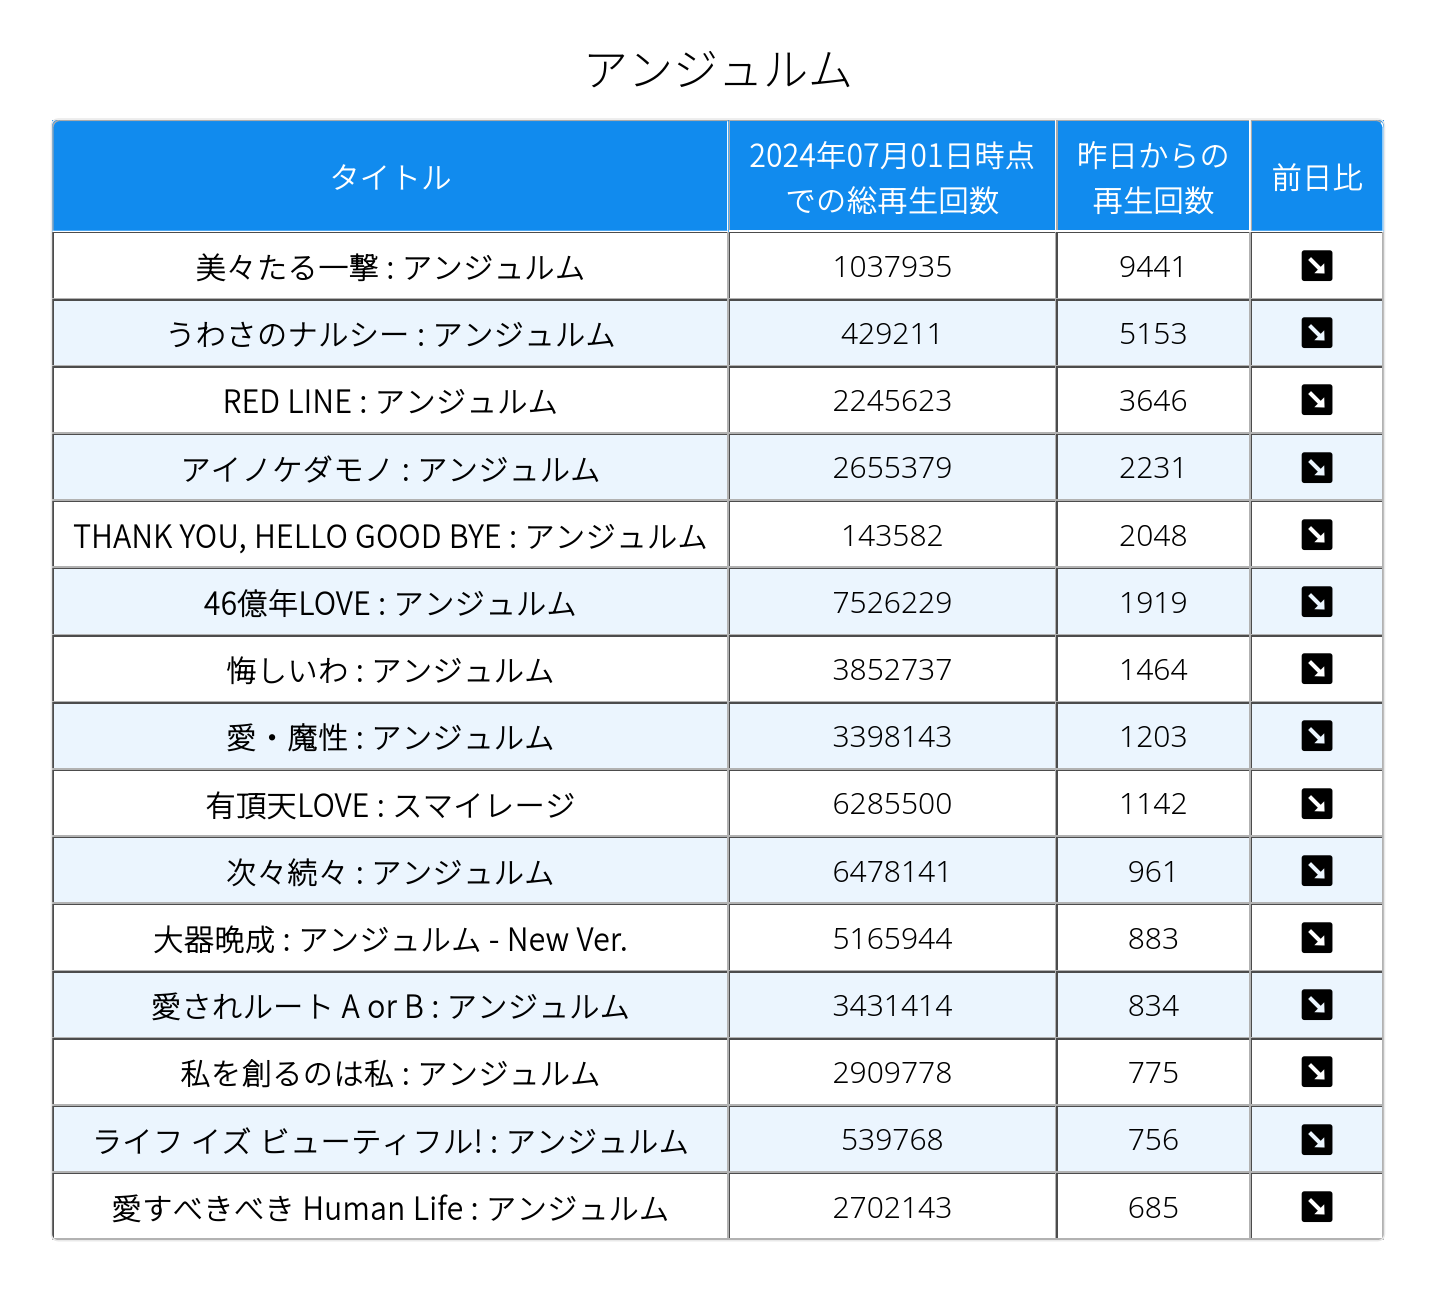 アンジュルム
タイトル 2024年07月01日時点での総再生回数 昨日からの再生回数 前日比
美々たる一撃 : アンジュルム 1037935 9441
うわさのナルシー : アンジュルム 429211 5153
RED LINE : アンジュルム 2245623 3646
アイノケダモノ : アンジュルム 2655379 2231
THANK YOU, HELLO GOOD BYE : アンジュルム 143582 2048
46億年LOVE : アンジュルム 7526229 1919
悔しいわ : アンジュルム 3852737 1464
愛・魔性 : アンジュルム 3398143 1203
有頂天LOVE : スマイレージ 6285500 1142
次々続々 : アンジュルム 6478141 961
大器晩成 : アンジュルム - New Ver. 5165944 883
愛されルート A or B : アンジュルム 3431414 834
私を創るのは私 : アンジュルム 2909778 775
ライフ イズ ビューティフル! : アンジュルム 539768 756
愛すべきべき Human Life : アンジュルム 2702143 685